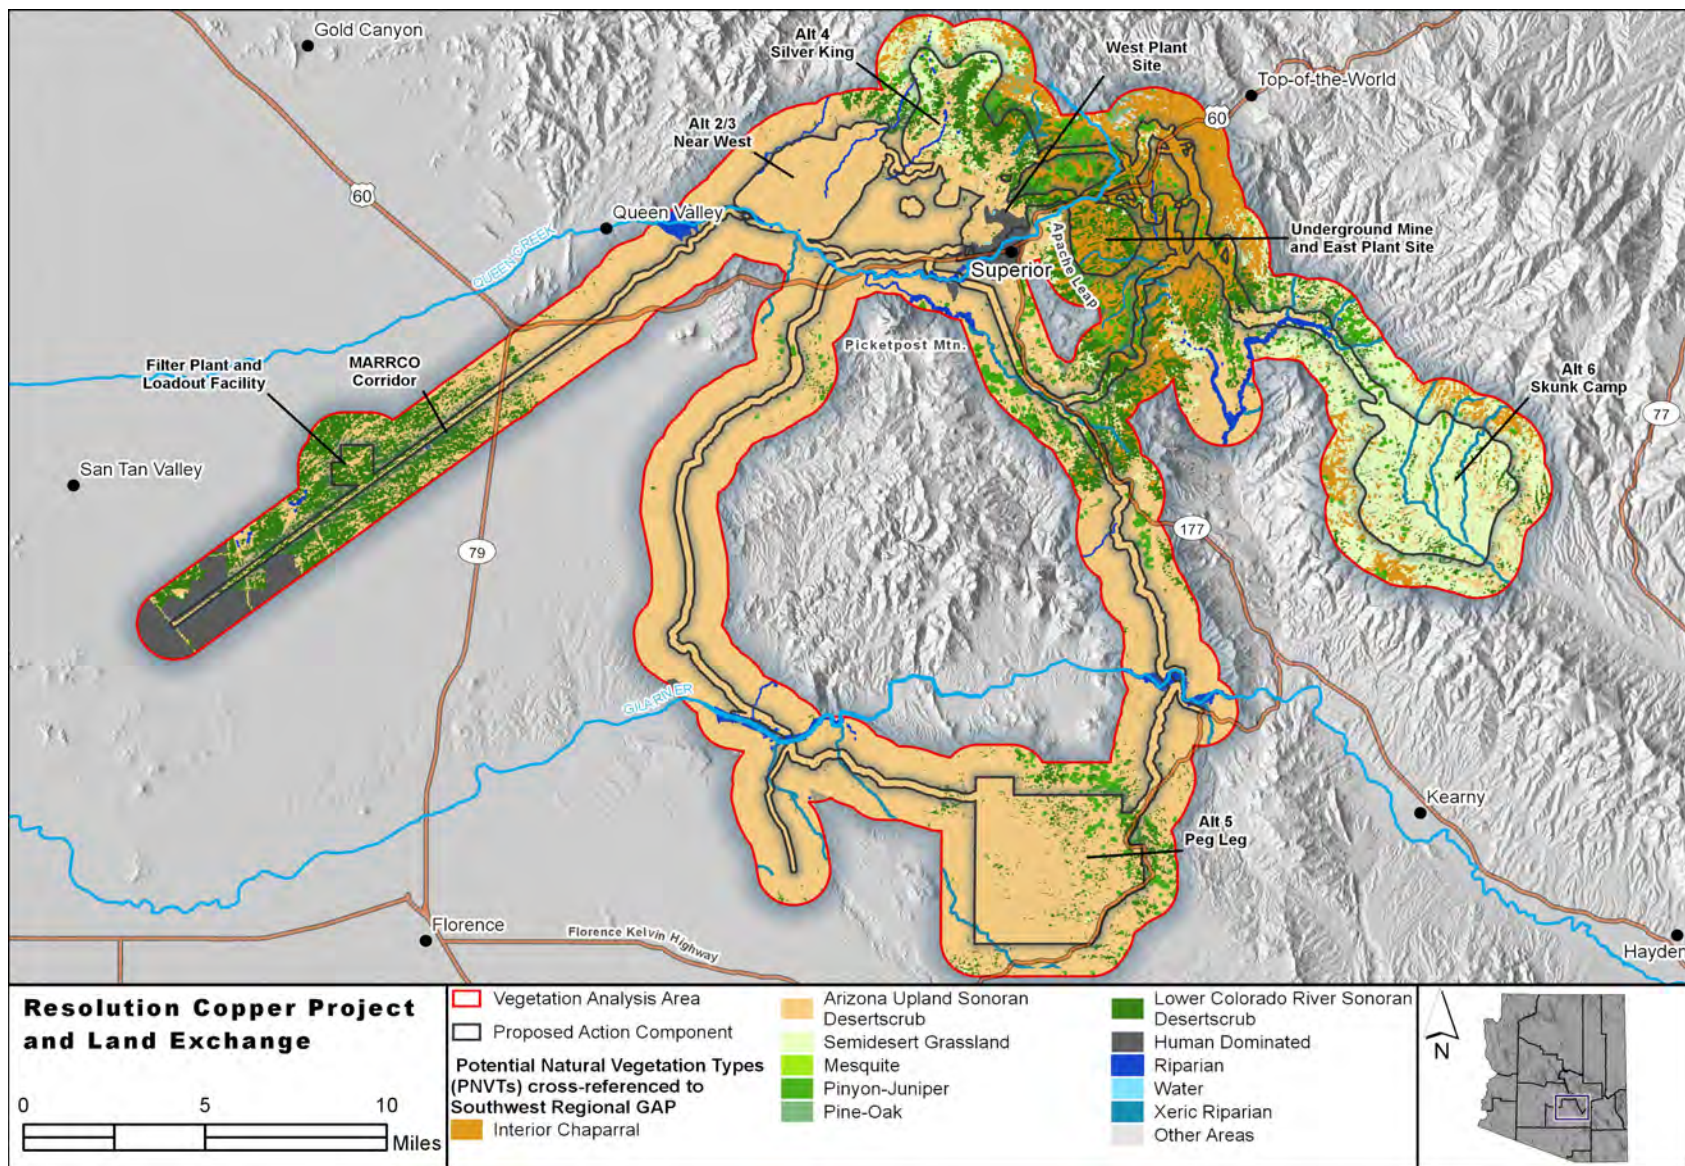 Gold Canyon
Alt 4
Silver King
West Plant
Site
Top-of-the-World
60
Alt 2/3
Near West
60
Queen Valley
QUEEN CREEK
Underground Mine
and East Plant Site
Apache Leap
Superior
Picketpost Mtn.
Filter Plant and
Loadout Facility
MARRCO
Corridor
Alt 6
Skunk Camp
77
San Tan Valley
177
79
GILA RIVER
Kearny
Alt 5
Peg Leg
Florence
Florence Kelvin Highway
Hayden
Resolution Copper Project
and Land Exchange
0 5 10
Miles
Vegetation Analysis Area
Proposed Action Component
Potential Natural Vegetation Types
(PNVTs) cross-referenced to
Southwest Regional GAP
Interior Chaparral
Arizona Upland Sonoran
Desertscrub
Semidesert Grassland
Mesquite
Pinyon-Juniper
Pine-Oak
Lower Colorado River Sonoran
Desertscrub
Human Dominated
Riparian
Water
Xeric Riparian
Other Areas
N